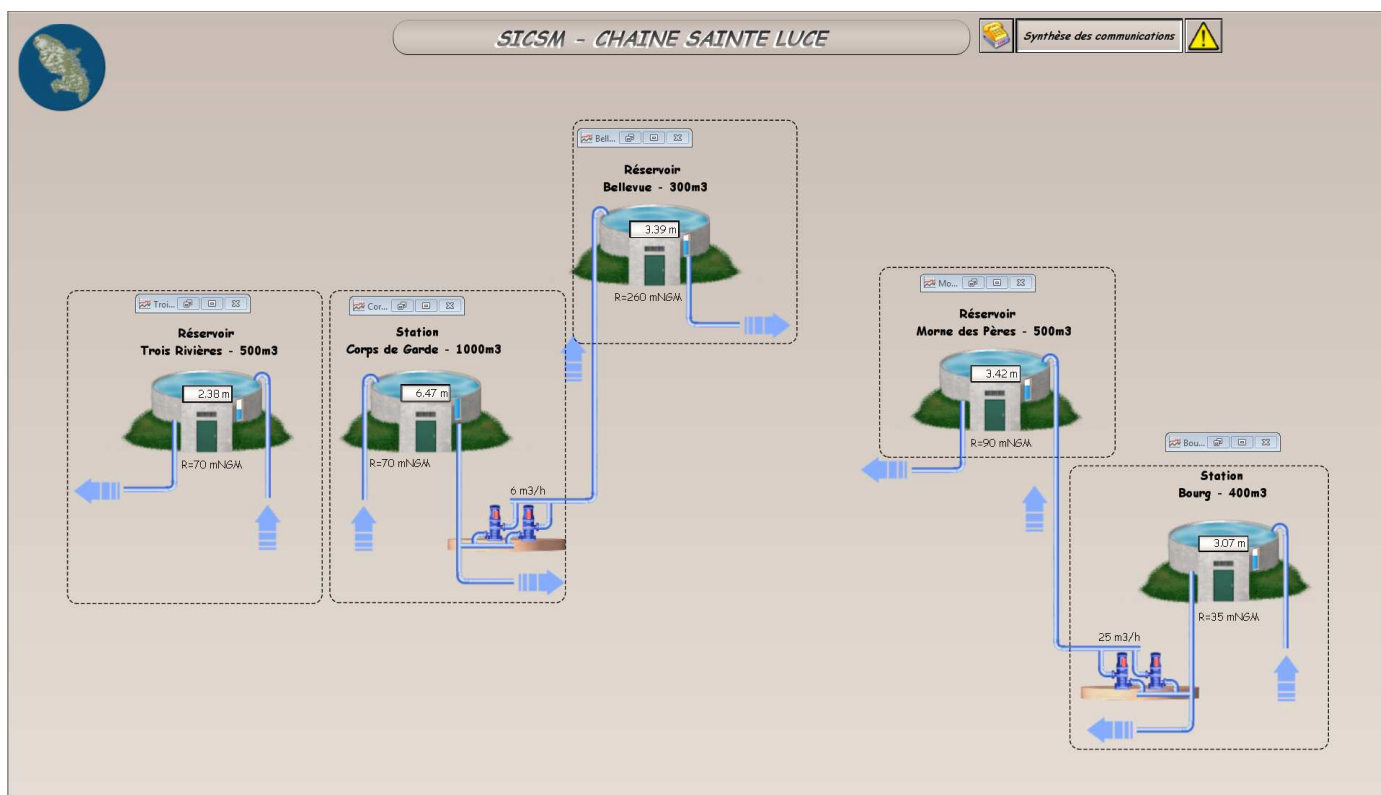 SICSM - CHAINE SAINTE LUCE
Synthèse des communications
Bell...
Réservoir
Bellevue - 300m3
3.39 m
R=260 mNGM
Troi...
Réservoir
Trois Rivières - 500m3
2.38 m
R=70 mNGM
Cor...
Station
Corps de Garde - 1000m3
6.47 m
R=70 mNGM
6 m3/h
Mo...
Réservoir
Morne des Pères - 500m3
3.42 m
R=90 mNGM
Bou...
Station
Bourg - 400m3
3.07 m
R=35 mNGM
25 m3/h